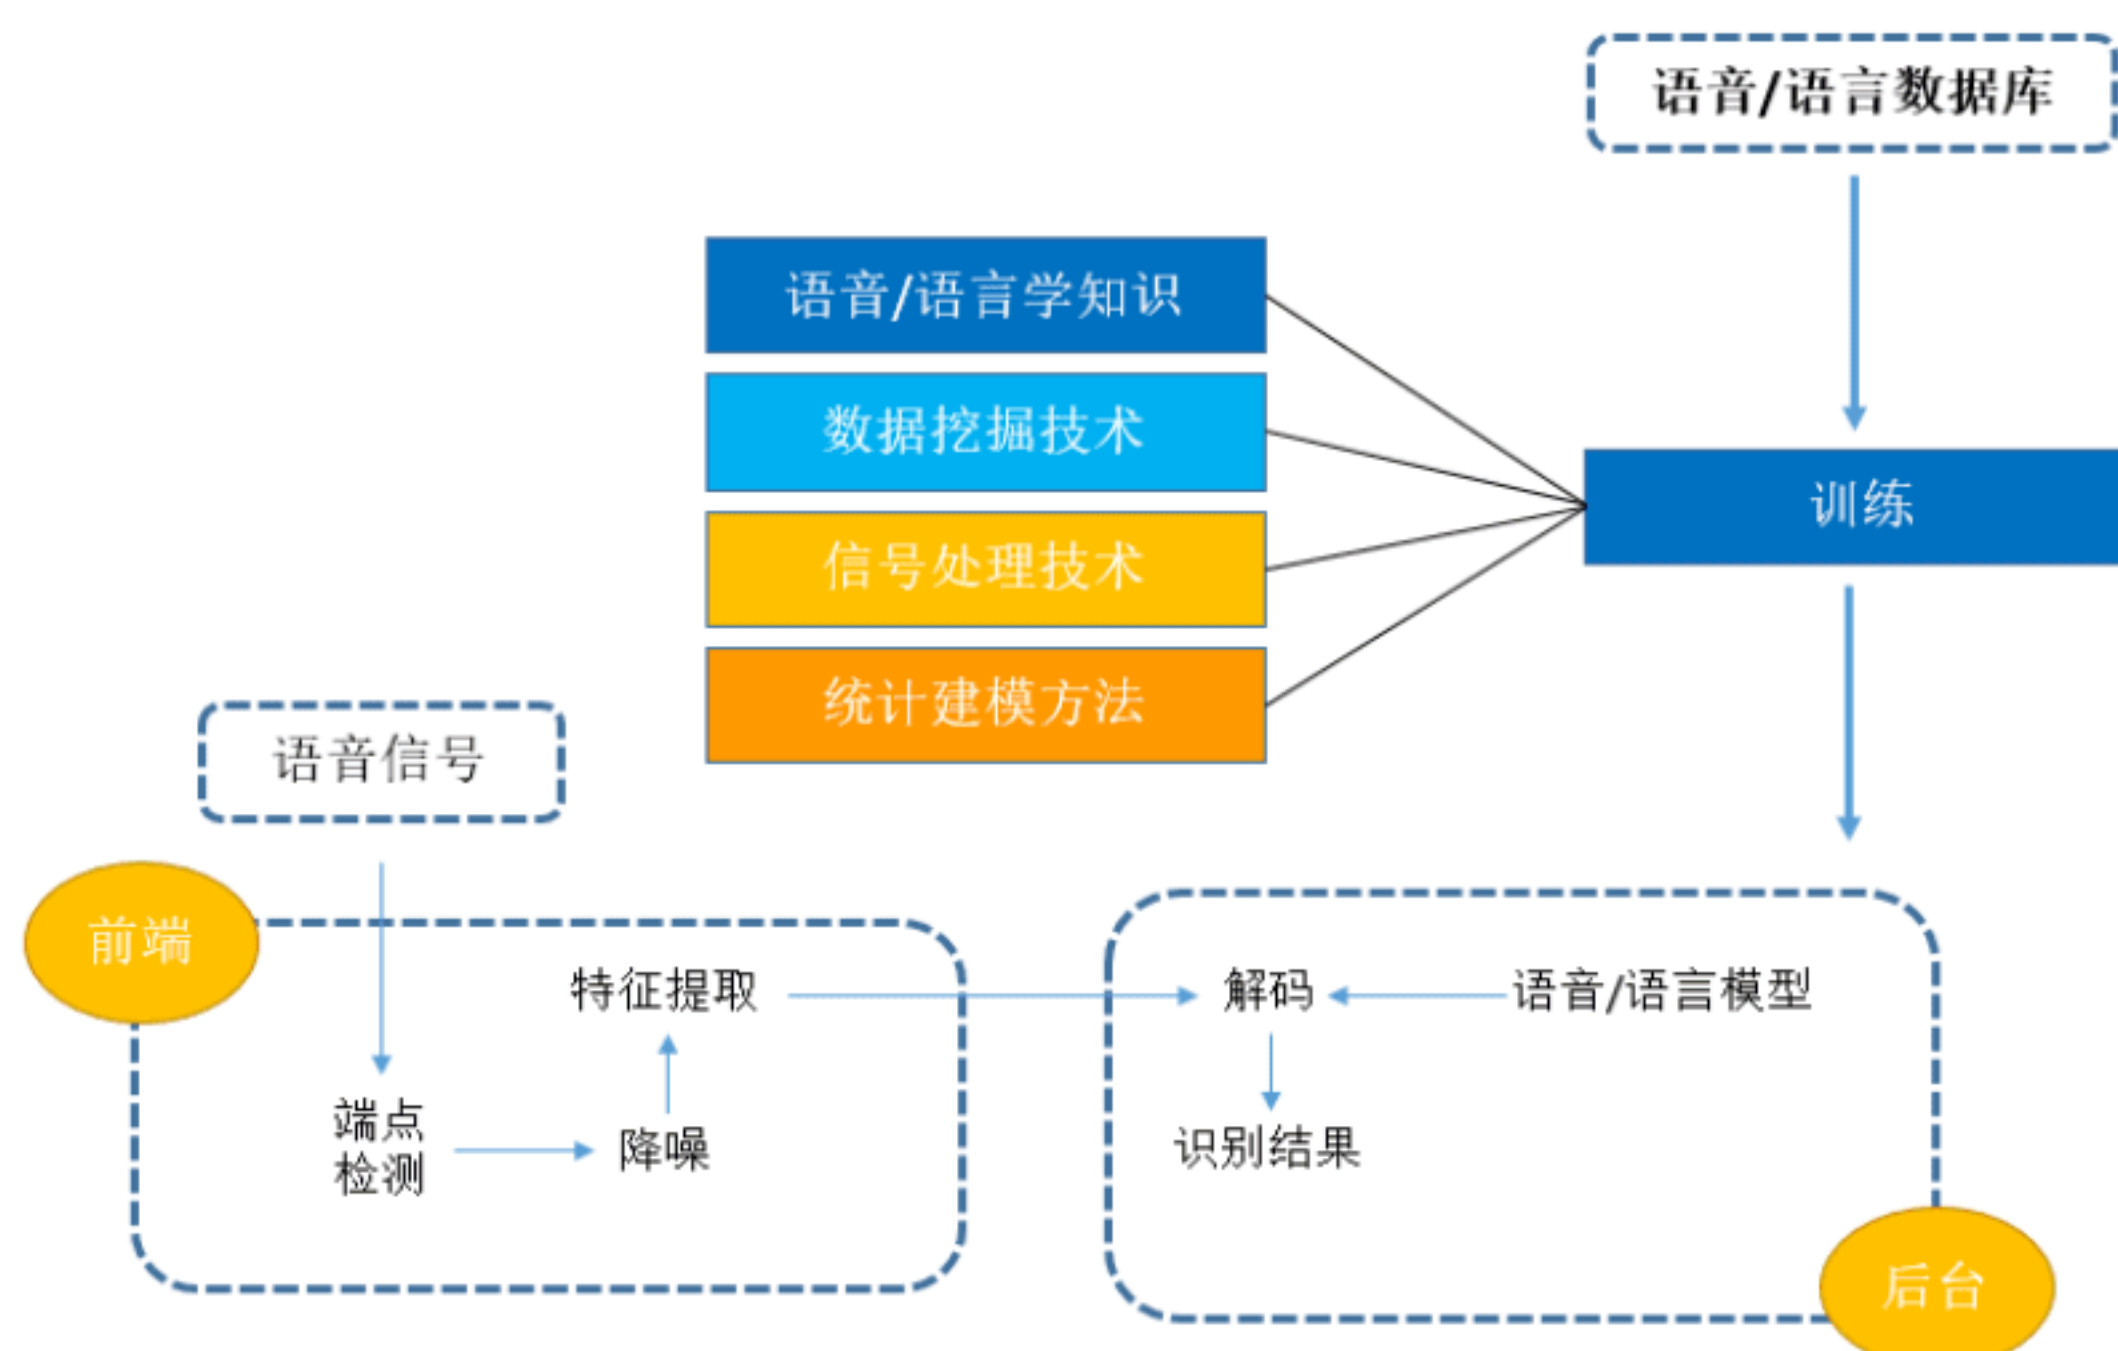 语音/语言数据库
语音/语言学知识
数据挖掘技术
训练
信号处理技术
统计建模方法
语音信号
前端
特征提取
解码
语音/语言模型
端点
检测
降噪
识别结果
后台